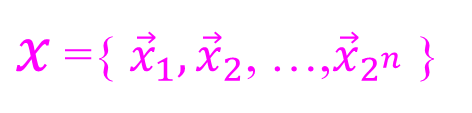 x = { x⃗₁, x⃗₂, …,x⃗₂ⁿ }